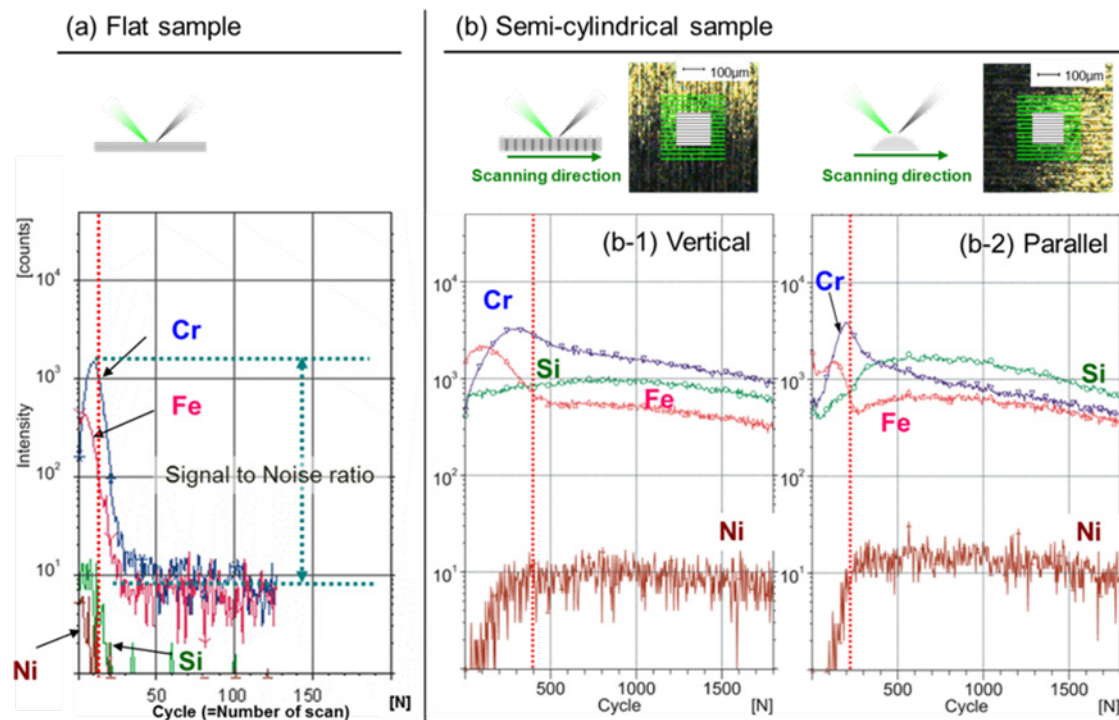 (a) Flat sample
(b) Semi-cylindrical sample
100μm
100μm
Scanning direction
Scanning direction
(b-1) Vertical
(b-2) Parallel
Intensity [counts]
10⁴
10³
10²
10¹
Cr
Fe
Signal to Noise ratio
Ni
Si
50
100
150
[N]
Cycle (=Number of scan)
10⁴
10³
10²
10¹
Cr
Si
Fe
Ni
500
1000
1500
Cycle
[N]
Cr
Si
Fe
Ni
500
1000
1500
Cycle
[N]
10⁴
10³
10²
10¹